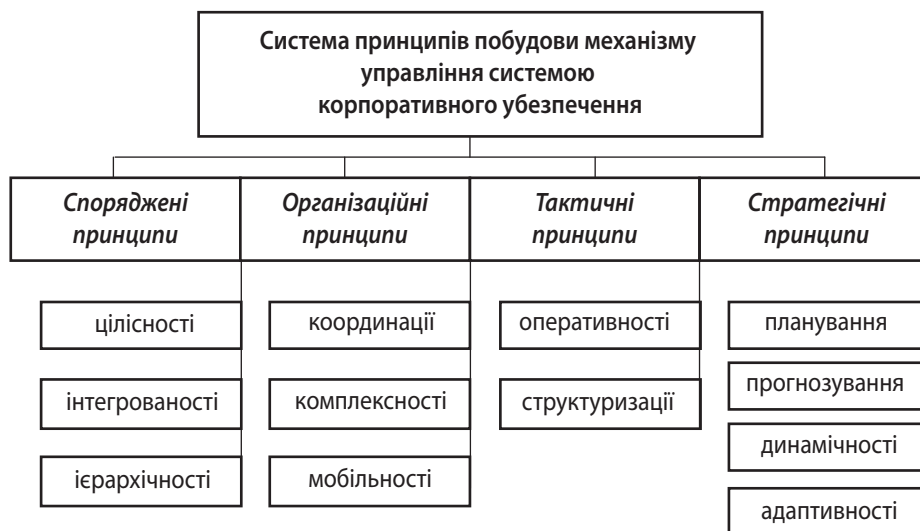 Система принципів побудови механізму
управління системою
корпоративного убезпечення
Споряджені
принципи
Організаційні
принципи
Тактичні
принципи
Стратегічні
принципи
цілісності
інтегрованості
ієрархічності
координації
комплексності
мобільності
оперативності
структуризації
планування
прогнозування
динамічності
адаптивності